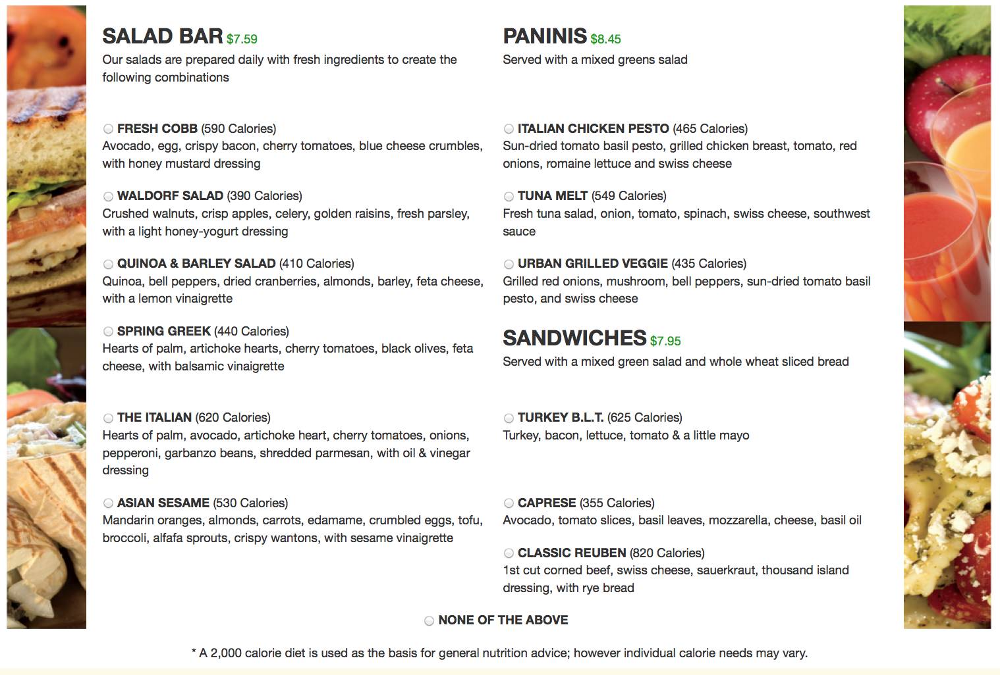 SALAD BAR $7.59
Our salads are prepared daily with fresh ingredients to create the
following combinations
FRESH COBB (590 Calories)
Avocado, egg, crispy bacon, cherry tomatoes, blue cheese crumbles,
with honey mustard dressing
WALDORF SALAD (390 Calories)
Crushed walnuts, crisp apples, celery, golden raisins, fresh parsley,
with a light honey-yogurt dressing
QUINOA & BARLEY SALAD (410 Calories)
Quinoa, bell peppers, dried cranberries, almonds, barley, feta cheese,
with a lemon vinaigrette
SPRING GREEK (440 Calories)
Hearts of palm, artichoke hearts, cherry tomatoes, black olives, feta
cheese, with balsamic vinaigrette
THE ITALIAN (620 Calories)
Hearts of palm, avocado, artichoke heart, cherry tomatoes, onions,
pepperoni, garbanzo beans, shredded parmesan, with oil & vinegar
dressing
ASIAN SESAME (530 Calories)
Mandarin oranges, almonds, carrots, edamame, crumbled eggs, tofu,
broccoli, alfafa sprouts, crispy wantons, with sesame vinaigrette
PANINIS $8.45
Served with a mixed greens salad
ITALIAN CHICKEN PESTO (465 Calories)
Sun-dried tomato basil pesto, grilled chicken breast, tomato, red
onions, romaine lettuce and swiss cheese
TUNA MELT (549 Calories)
Fresh tuna salad, onion, tomato, spinach, swiss cheese, southwest
sauce
URBAN GRILLED VEGGIE (435 Calories)
Grilled red onions, mushroom, bell peppers, sun-dried tomato basil
pesto, and swiss cheese
SANDWICHES $7.95
Served with a mixed green salad and whole wheat sliced bread
TURKEY B.L.T. (625 Calories)
Turkey, bacon, lettuce, tomato & a little mayo
CAPRESE (355 Calories)
Avocado, tomato slices, basil leaves, mozzarella, cheese, basil oil
CLASSIC REUBEN (820 Calories)
1st cut corned beef, swiss cheese, sauerkraut, thousand island
dressing, with rye bread
NONE OF THE ABOVE
* A 2,000 calorie diet is used as the basis for general nutrition advice; however individual calorie needs may vary.